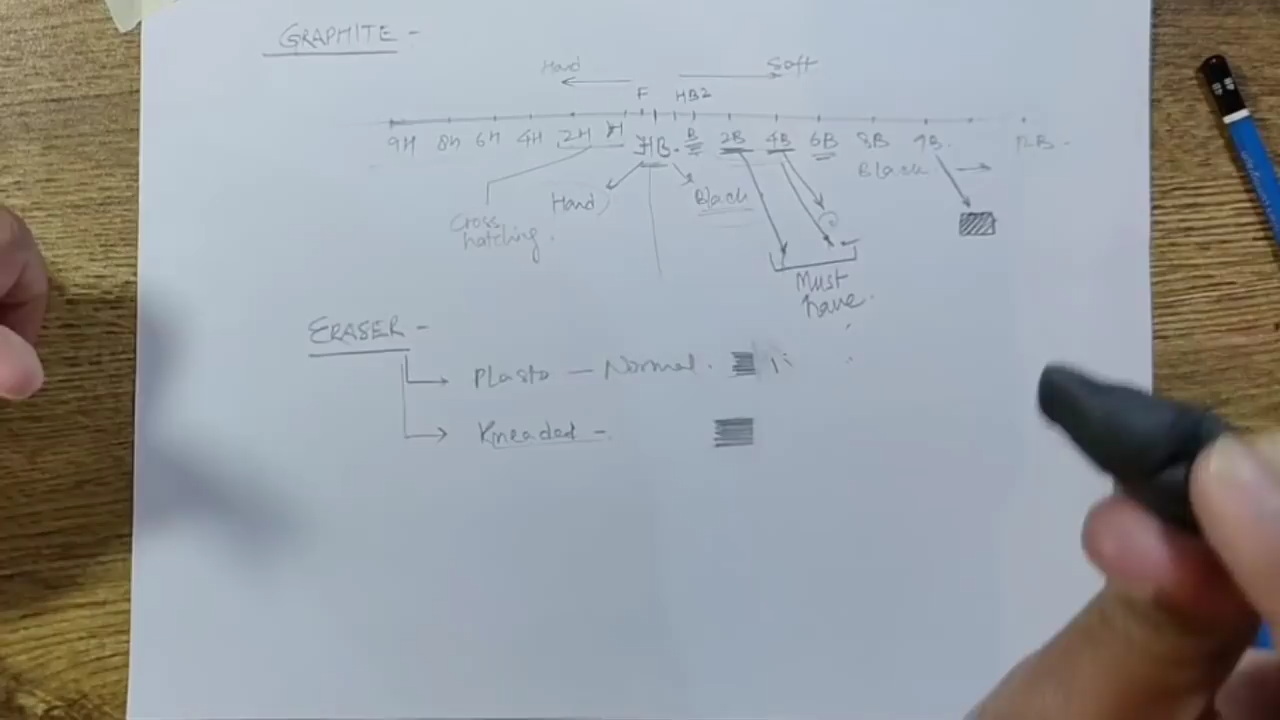 GRAPHITE -
Hard Soft
F HB2
9H 8H 6H 4H 2H H HB. B 2B 4B 6B 8B 9B. 12B.
Hard Black Black
Cross
hatching.
Must
have.
ERASER -
Plasto - Normal.
Kneaded -